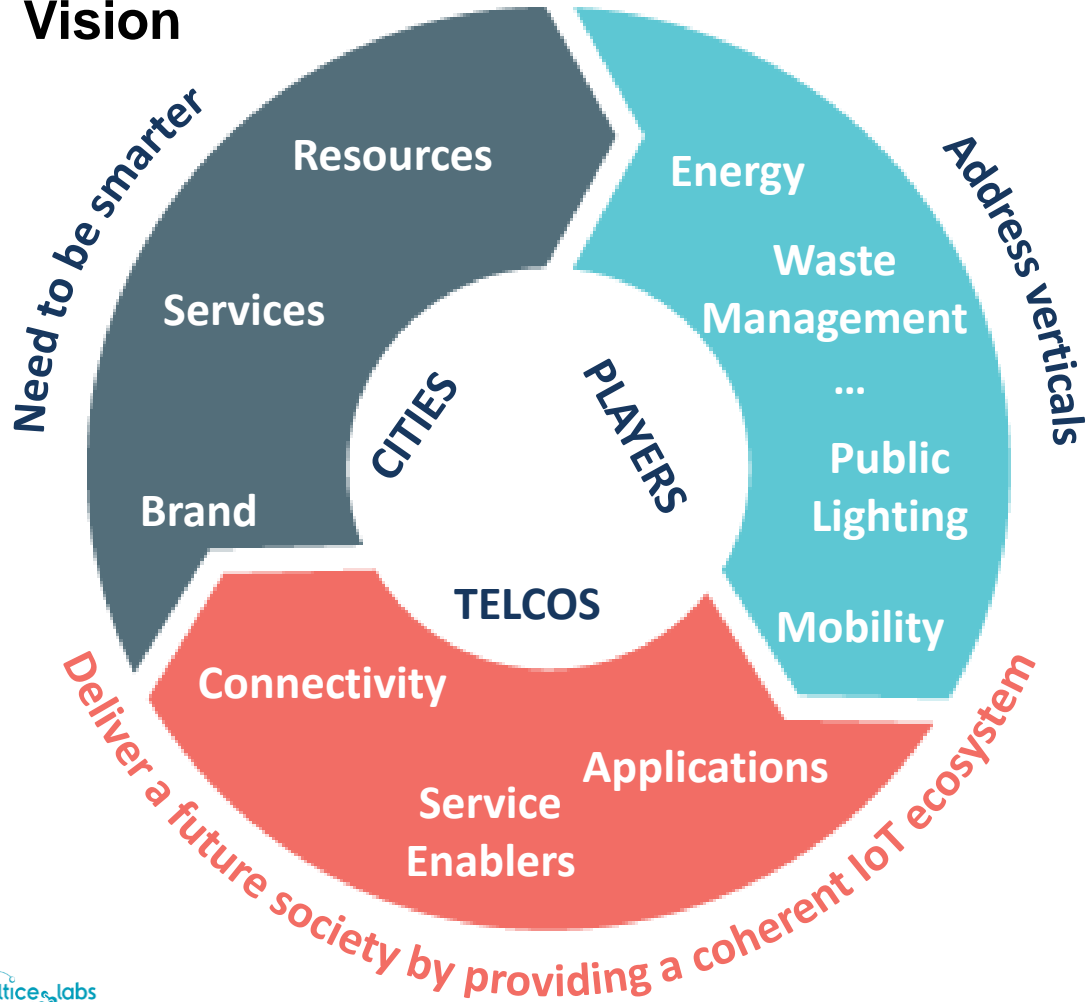 Vision
Need to be smarter
Resources
Services
Brand
CITIES
PLAYERS
TELCOS
Energy
Waste
Management
...
Public
Lighting
Mobility
Address verticals
Connectivity
Applications
Service
Enablers
Deliver a future society by providing a coherent IoT ecosystem
labs